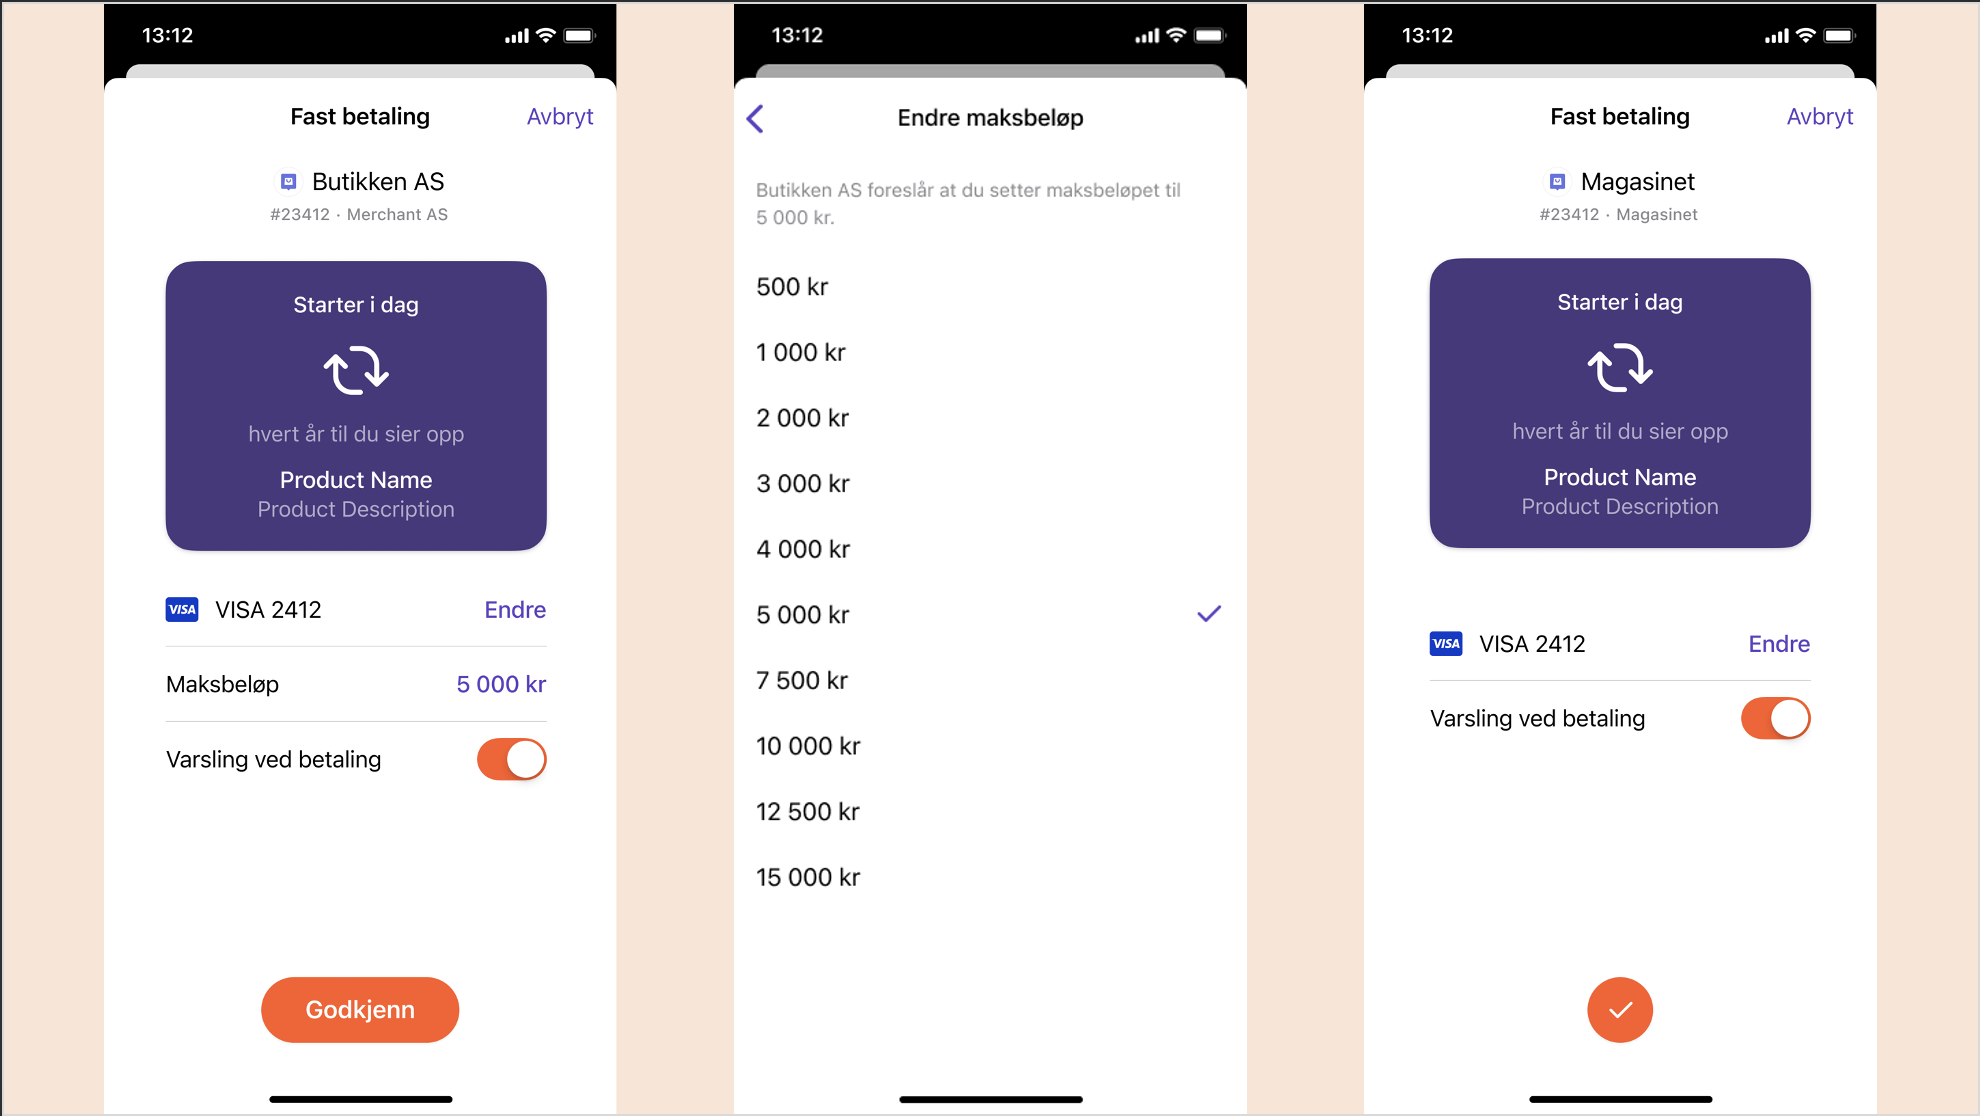 13:12
Fast betaling
Avbryt
Butikken AS
#23412 · Merchant AS
Starter i dag
hvert år til du sier opp
Product Name
Product Description
VISA VISA 2412
Endre
Maksbeløp
5 000 kr
Varsling ved betaling
Godkjenn
13:12
Endre maksbeløp
Butikken AS foreslår at du setter maksbeløpet til
5 000 kr.
500 kr
1 000 kr
2 000 kr
3 000 kr
4 000 kr
5 000 kr
7 500 kr
10 000 kr
12 500 kr
15 000 kr
13:12
Fast betaling
Avbryt
Magasinet
#23412 · Magasinet
Starter i dag
hvert år til du sier opp
Product Name
Product Description
VISA VISA 2412
Endre
Varsling ved betaling